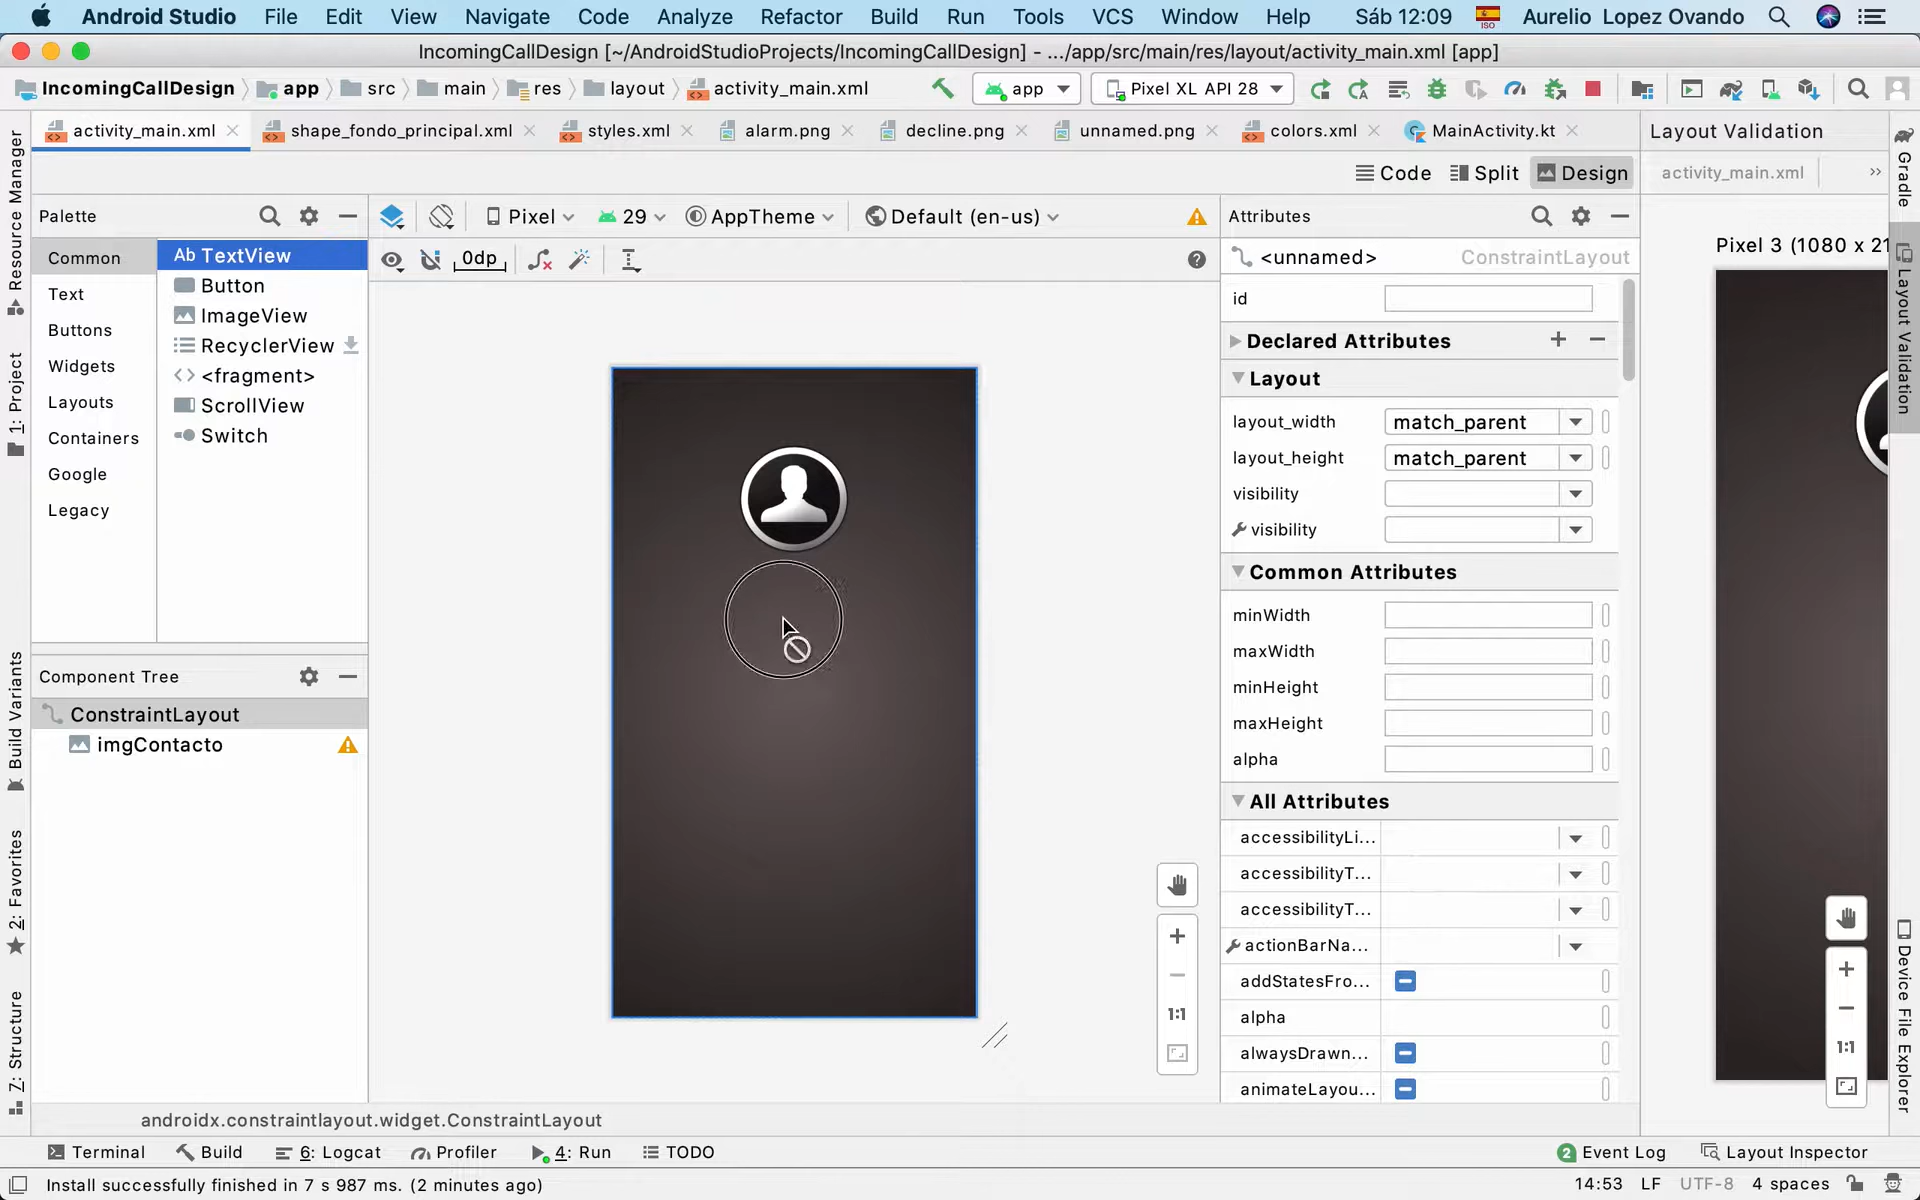 Android Studio File Edit View Navigate Code Analyze Refactor Build Run Tools VCS Window Help Sáb 12:09 ISO Aurelio Lopez Ovando
IncomingCallDesign [~/AndroidStudioProjects/IncomingCallDesign] - .../app/src/main/res/layout/activity_main.xml [app]
IncomingCallDesign app src main res layout activity_main.xml app Pixel XL API 28
activity_main.xml shape_fondo_principal.xml styles.xml alarm.png decline.png unnamed.png colors.xml MainActivity.kt Layout Validation
Code Split Design activity_main.xml »
Palette Pixel 29 AppTheme Default (en-us) Attributes
Common Ab TextView 0dp <unnamed> ConstraintLayout Pixel 3 (1080 x 21
Text Button id
Buttons ImageView
Widgets RecyclerView Declared Attributes
Layouts <fragment> Layout
Containers ScrollView layout_width match_parent
Google Switch layout_height match_parent
Legacy visibility
visibility
Common Attributes
minWidth
maxWidth
minHeight
maxHeight
alpha
Component Tree
ConstraintLayout
imgContacto
All Attributes
accessibilityLi...
accessibilityT...
accessibilityT...
actionBarNa...
addStatesFro...
alpha
alwaysDrawn...
animateLayou...
1:1
1:1
Resource Manager
1: Project
Build Variants
2: Favorites
Z: Structure
Gradle
Layout Validation
Device File Explorer
androidx.constraintlayout.widget.ConstraintLayout
Terminal Build 6: Logcat Profiler 4: Run TODO 2 Event Log Layout Inspector
Install successfully finished in 7 s 987 ms. (2 minutes ago) 14:53 LF UTF-8 4 spaces